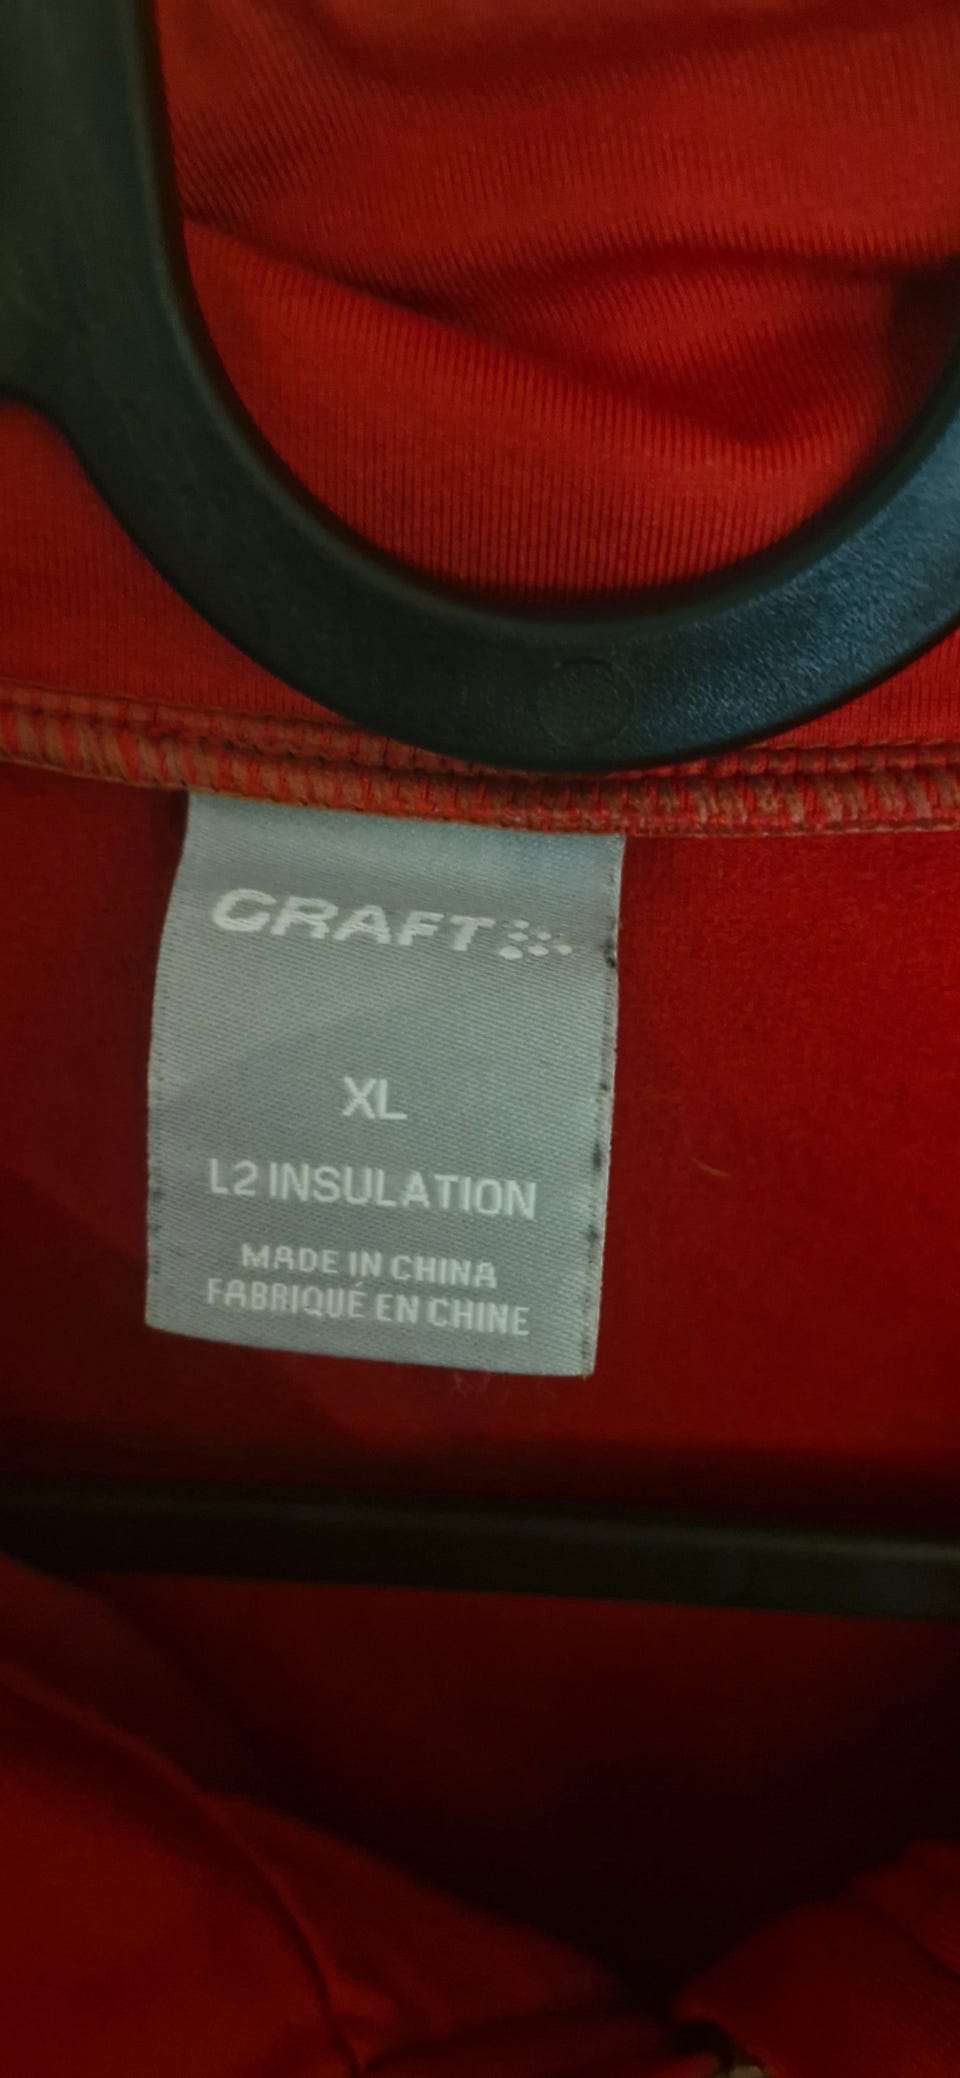 CRAFT
XL
L2 INSULATION
MADE IN CHINA
FABRIQUÉ EN CHINE